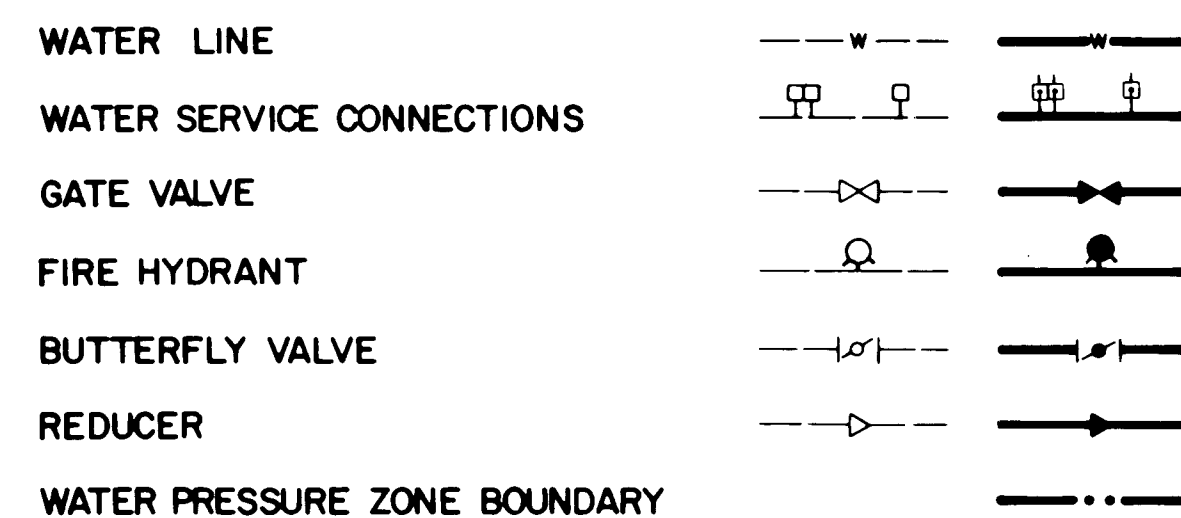 WATER LINE W W
WATER SERVICE CONNECTIONS
GATE VALVE
FIRE HYDRANT
BUTTERFLY VALVE
REDUCER
WATER PRESSURE ZONE BOUNDARY